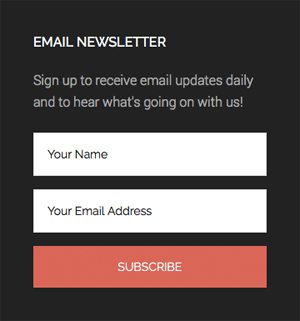 EMAIL NEWSLETTER
Sign up to receive email updates daily
and to hear what's going on with us!
Your Name
Your Email Address
SUBSCRIBE